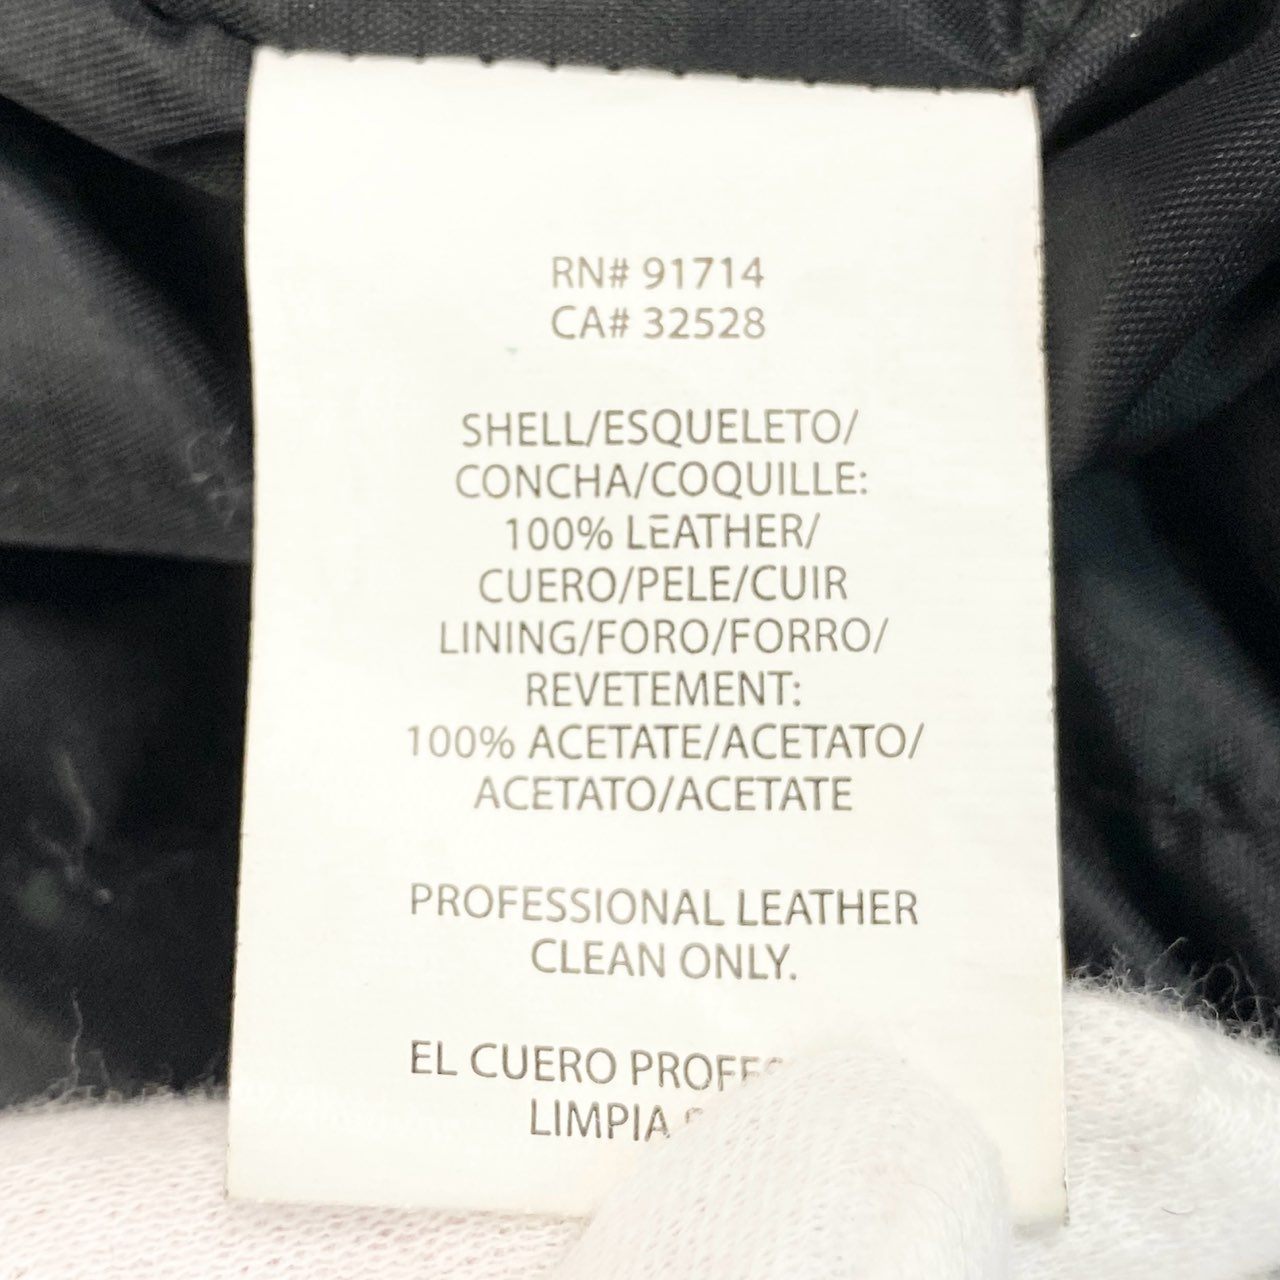 RN# 91714
CA# 32528
SHELL/ESQUELETO/
CONCHA/COQUILLE:
100% LEATHER/
CUERO/PELE/CUIR
LINING/FORO/FORRO/
REVETEMENT:
100% ACETATE/ACETATO/
ACETATO/ACETATE
PROFESSIONAL LEATHER
CLEAN ONLY.
EL CUERO
LIMPIA